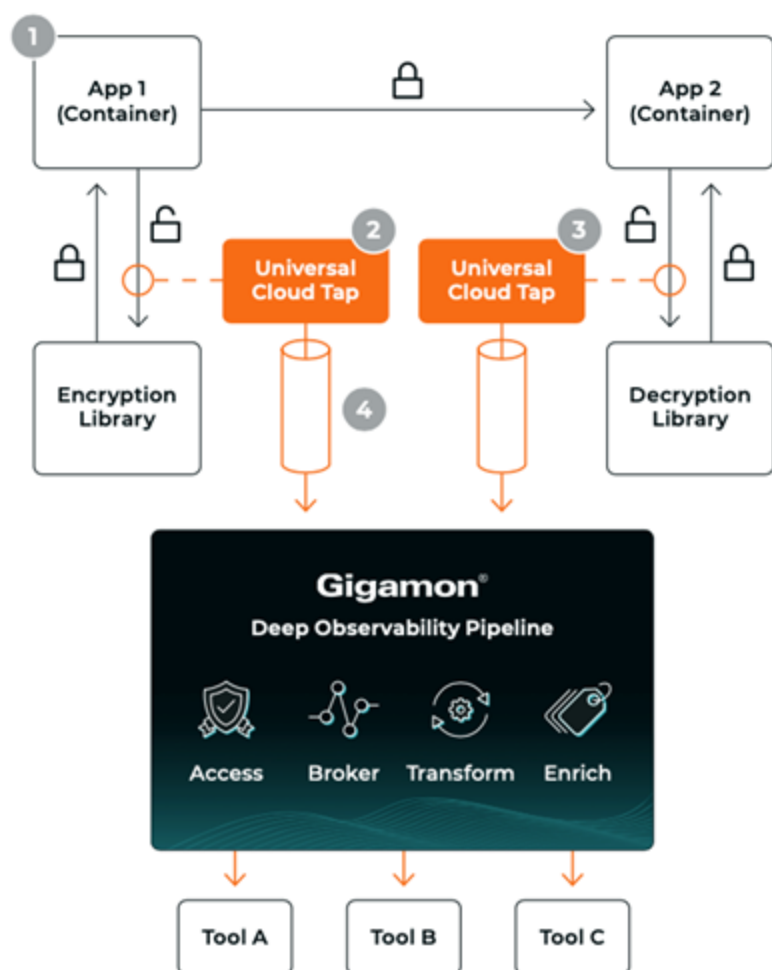 1
App 1
(Container)
App 2
(Container)
2
Universal
Cloud Tap
3
Universal
Cloud Tap
Encryption
Library
4
Decryption
Library
Gigamon®
Deep Observability Pipeline
Access
Broker
Transform
Enrich
Tool A
Tool B
Tool C